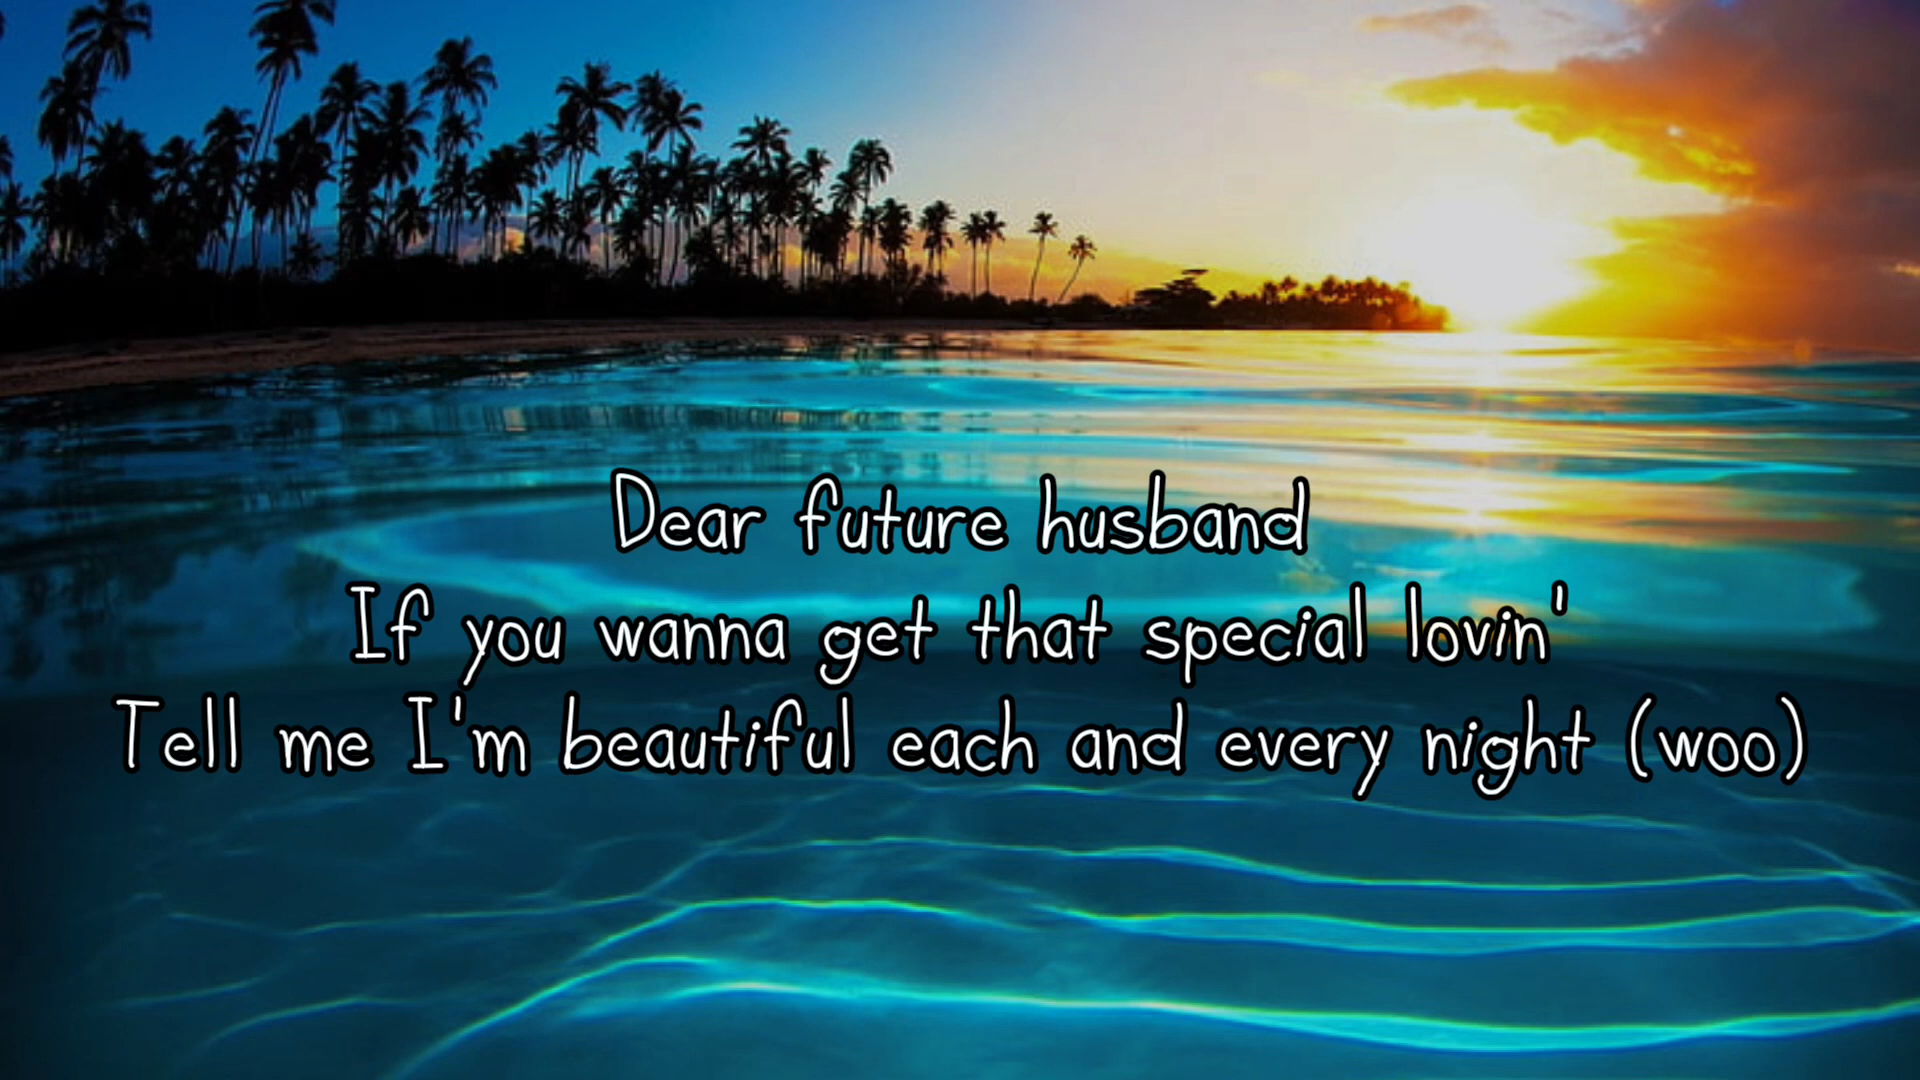 Dear future husband
If you wanna get that special lovin'
Tell me I'm beautiful each and every night (woo)